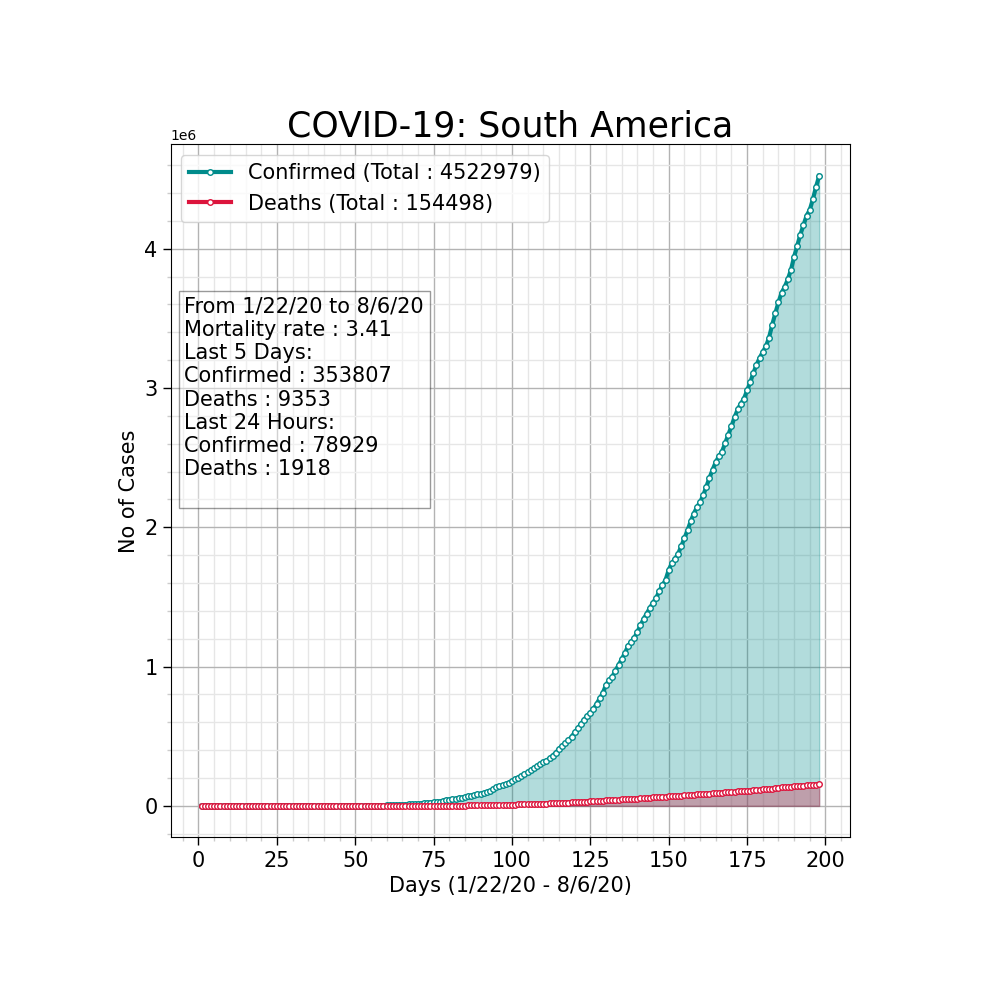 COVID-19: South America
1e6
Confirmed (Total : 4522979)
Deaths (Total : 154498)
From 1/22/20 to 8/6/20
Mortality rate : 3.41
Last 5 Days:
Confirmed : 353807
Deaths : 9353
Last 24 Hours:
Confirmed : 78929
Deaths : 1918
No of Cases
4
3
2
1
0
0 25 50 75 100 125 150 175 200
Days (1/22/20 - 8/6/20)